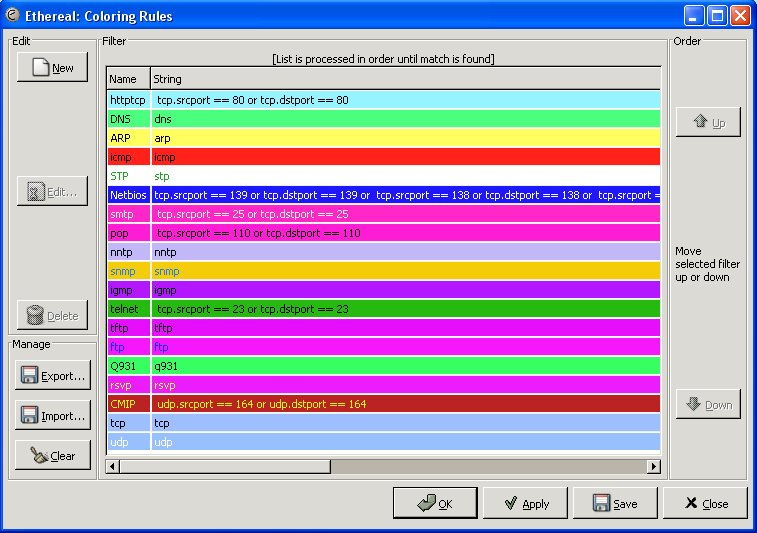 Ethereal: Coloring Rules
Edit
Filter
Order
[List is processed in order until match is found]
New
Name String
httptcp tcp.srcport == 80 or tcp.dstport == 80
DNS dns
ARP arp
icmp icmp
STP stp
Netbios tcp.srcport == 139 or tcp.dstport == 139 or tcp.srcport == 138 or tcp.dstport == 138 or tcp.srcport =
smtp tcp.srcport == 25 or tcp.dstport == 25
pop tcp.srcport == 110 or tcp.dstport == 110
nntp nntp
snmp snmp
igmp igmp
telnet tcp.srcport == 23 or tcp.dstport == 23
tftp tftp
ftp ftp
Q931 q931
rsvp rsvp
CMIP udp.srcport == 164 or udp.dstport == 164
tcp tcp
udp udp
Edit...
Delete
Manage
Export...
Import...
Clear
Up
Move
selected filter
up or down
Down
OK
Apply
Save
Close